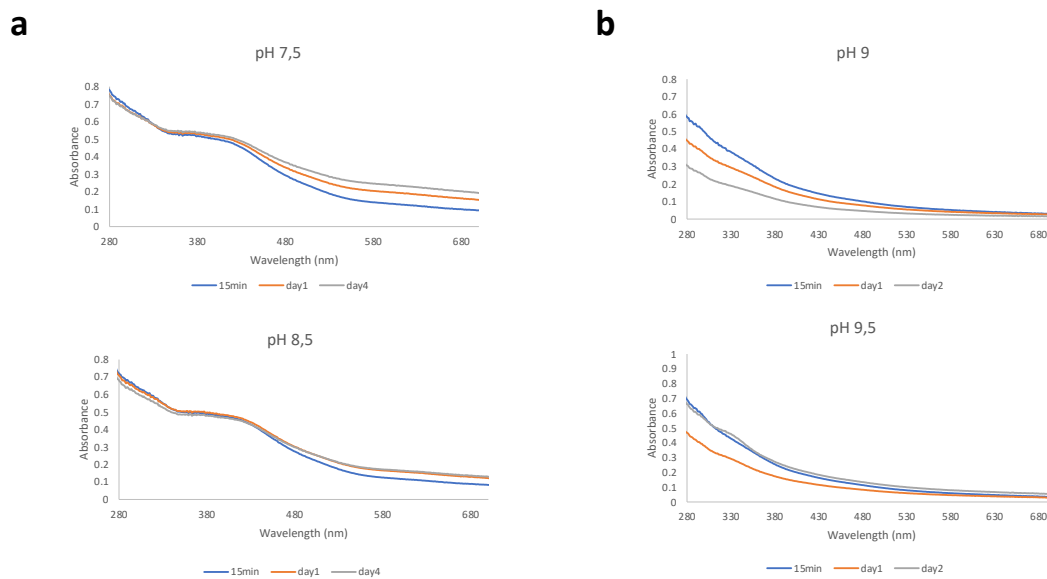 a
pH 7,5
0.8
0.7
0.6
0.5
0.4
0.3
0.2
0.1
0
Absorbance
280 380 480 580 680
Wavelength (nm)
15min day1 day4
pH 8,5
0.8
0.7
0.6
0.5
0.4
0.3
0.2
0.1
0
Absorbance
280 380 480 580 680
Wavelength (nm)
15min day1 day4
b
pH 9
0.8
0.7
0.6
0.5
0.4
0.3
0.2
0.1
0
Absorbance
280 330 380 430 480 530 580 630 680
Wavelength (nm)
15min day1 day2
pH 9,5
1
0.9
0.8
0.7
0.6
0.5
0.4
0.3
0.2
0.1
0
Absorbance
280 330 380 430 480 530 580 630 680
Wavelength (nm)
15min day1 day2